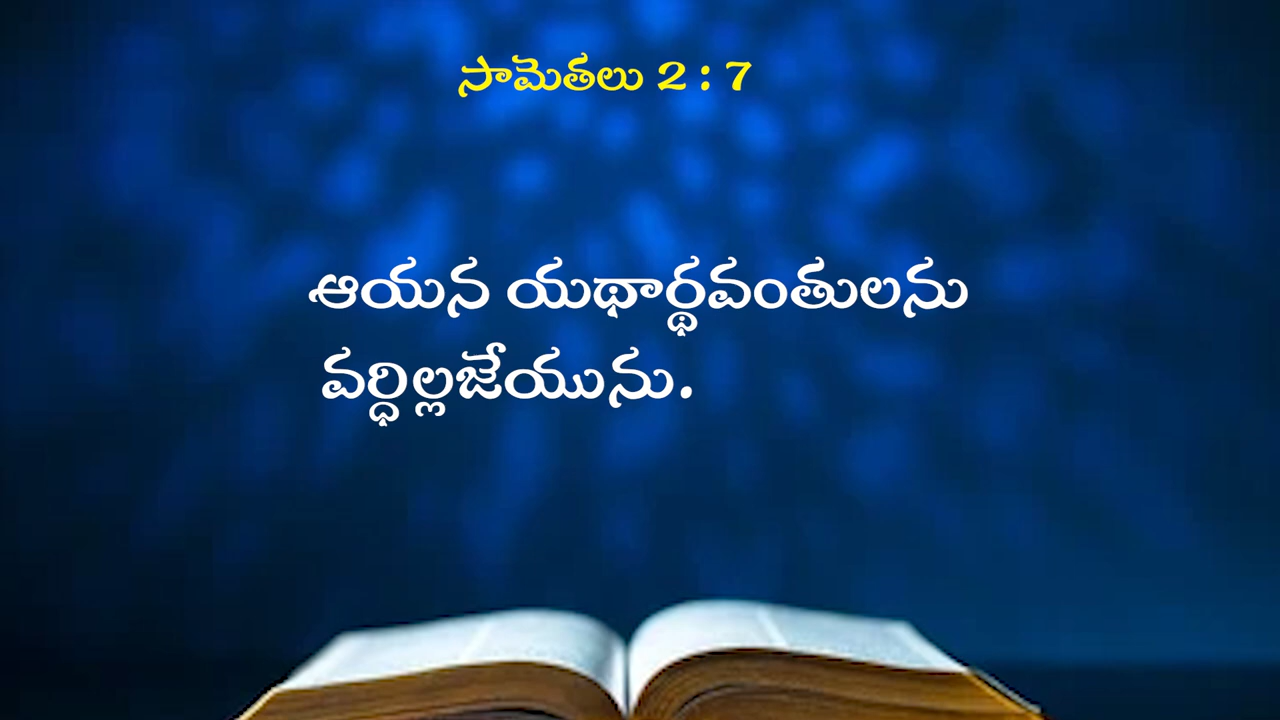 సామెతలు 2 : 7
ఆయన యథార్థవంతులను
వర్ధిల్లజేయును.